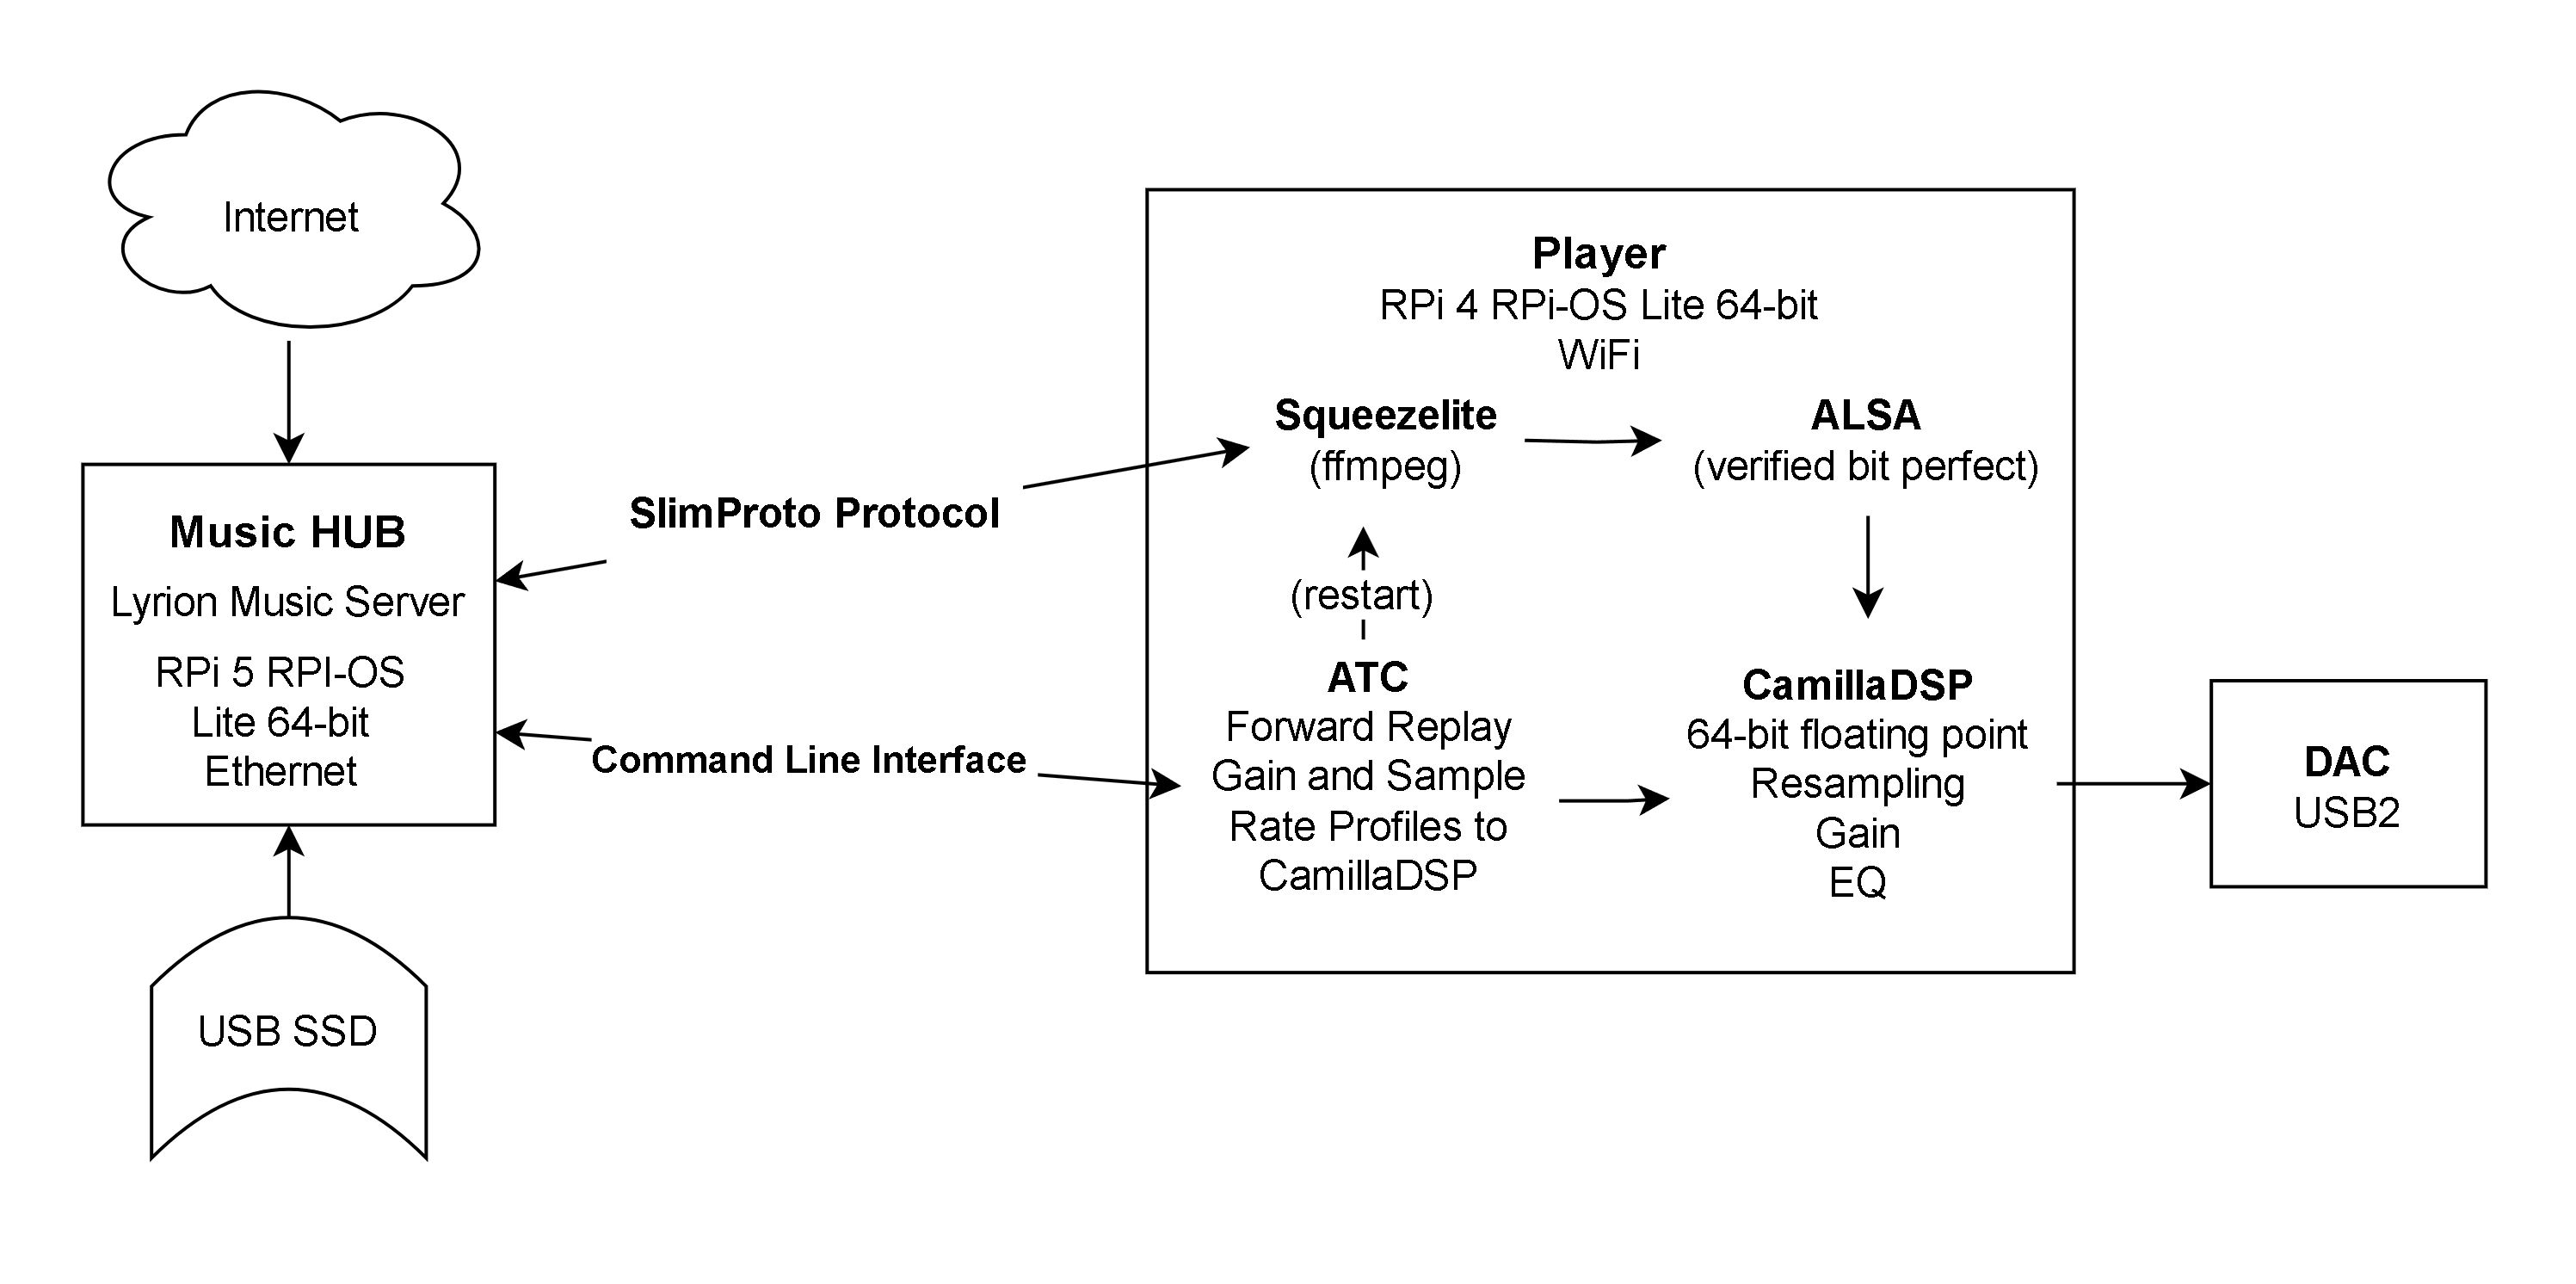 Internet
Music HUB
Lyrion Music Server
RPi 5 RPI-OS
Lite 64-bit
Ethernet
USB SSD
SlimProto Protocol
Command Line Interface
Player
RPi 4 RPi-OS Lite 64-bit
WiFi
Squeezelite
(ffmpeg)
ALSA
(verified bit perfect)
(restart)
ATC
Forward Replay
Gain and Sample
Rate Profiles to
CamillaDSP
CamillaDSP
64-bit floating point
Resampling
Gain
EQ
DAC
USB2